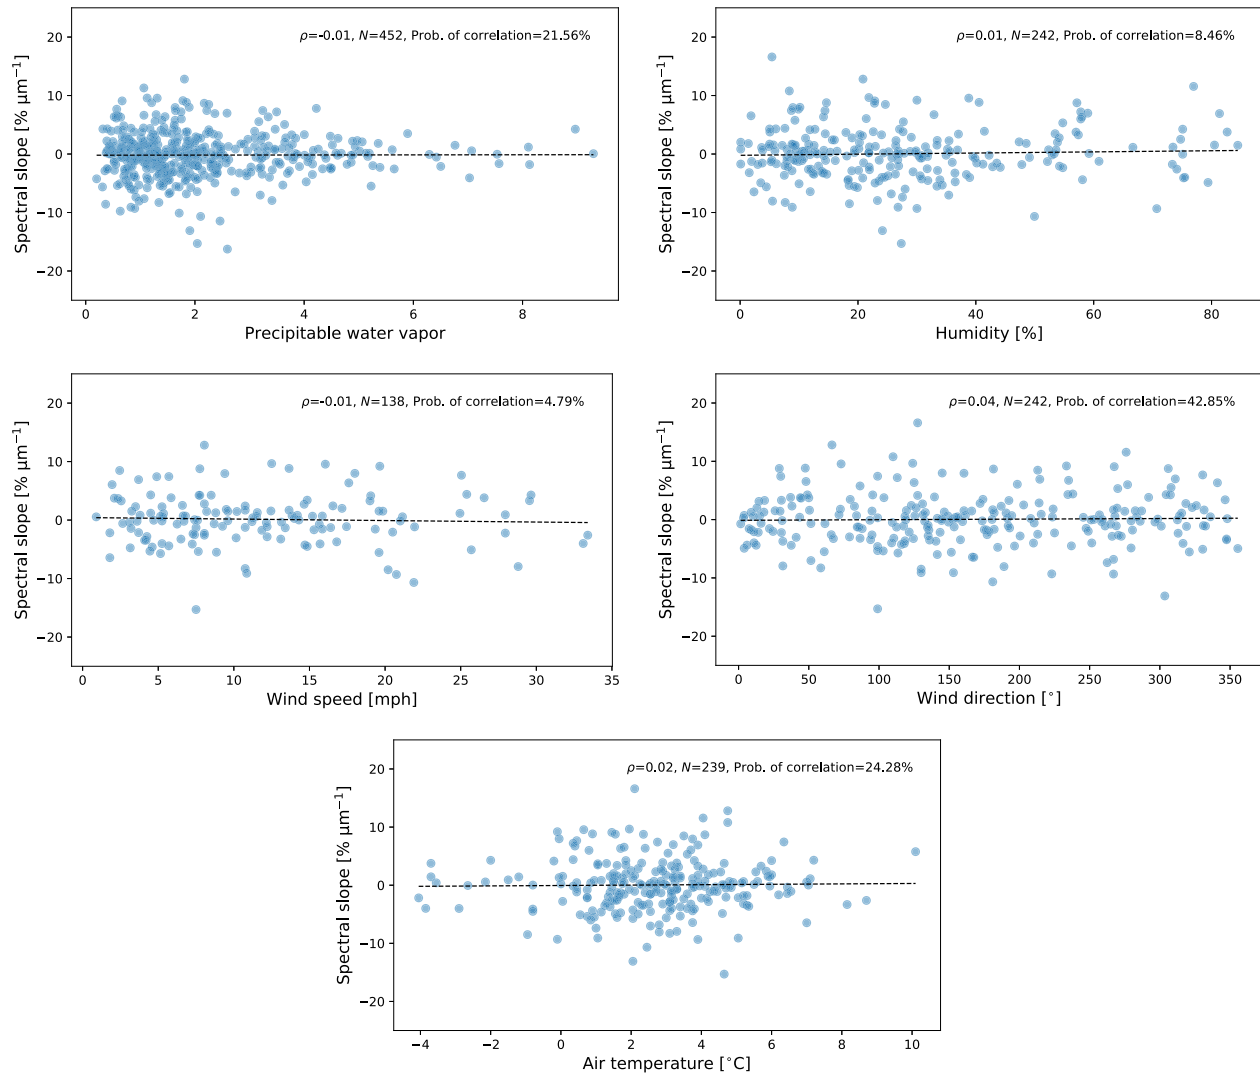 ρ=-0.01, N=452, Prob. of correlation=21.56%
Spectral slope [% μm⁻¹]
20
10
0
−10
−20
0 2 4 6 8
Precipitable water vapor
ρ=0.01, N=242, Prob. of correlation=8.46%
Spectral slope [% μm⁻¹]
20
10
0
−10
−20
0 20 40 60 80
Humidity [%]
ρ=-0.01, N=138, Prob. of correlation=4.79%
Spectral slope [% μm⁻¹]
20
10
0
−10
−20
0 5 10 15 20 25 30 35
Wind speed [mph]
ρ=0.04, N=242, Prob. of correlation=42.85%
Spectral slope [% μm⁻¹]
20
10
0
−10
−20
0 50 100 150 200 250 300 350
Wind direction [°]
ρ=0.02, N=239, Prob. of correlation=24.28%
Spectral slope [% μm⁻¹]
20
10
0
−10
−20
−4 −2 0 2 4 6 8 10
Air temperature [°C]